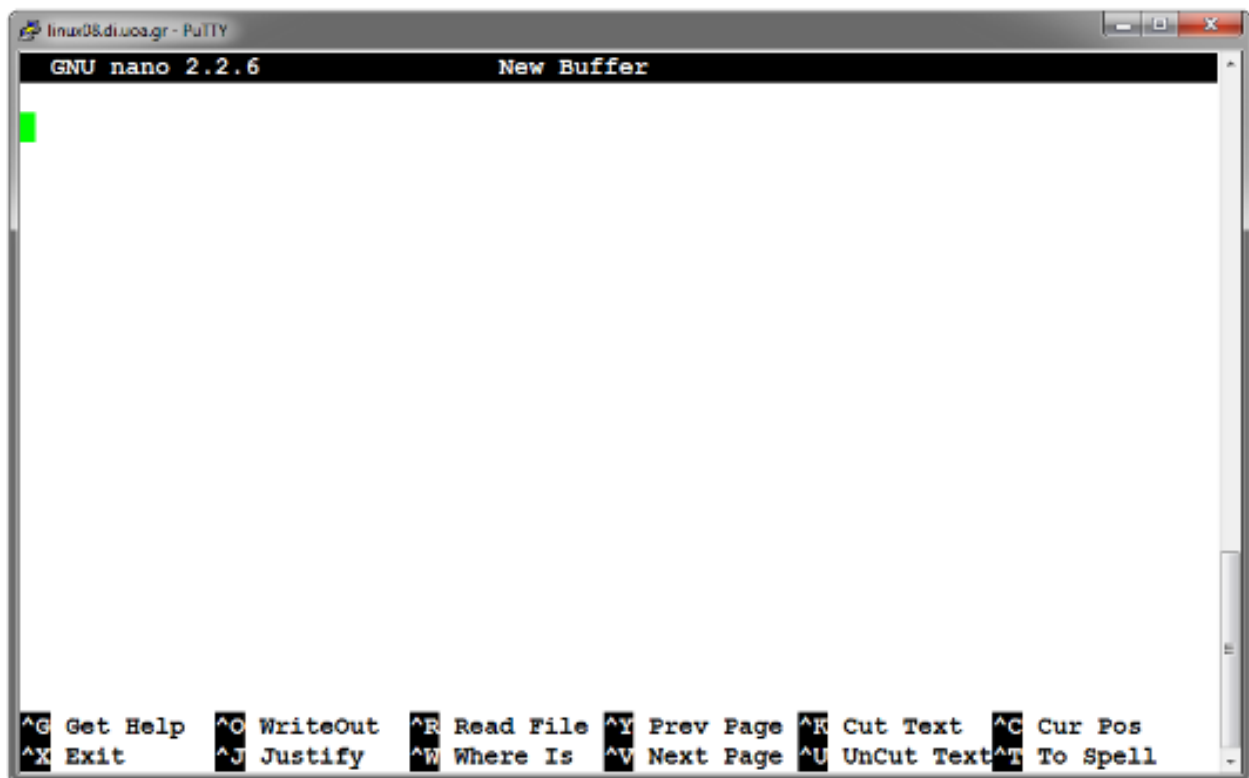 linux08.di.uoa.gr - PuTTY
GNU nano 2.2.6 New Buffer
^G Get Help ^O WriteOut ^R Read File ^Y Prev Page ^K Cut Text ^C Cur Pos
^X Exit ^J Justify ^W Where Is ^V Next Page ^U UnCut Text ^T To Spell